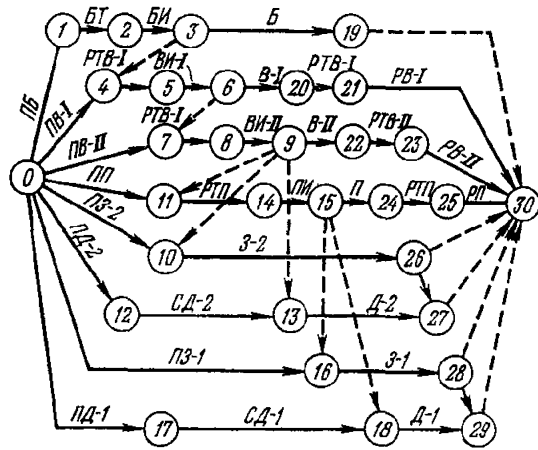 1 БТ 2 БИ 3 Б 19
ПБ
РТВ-I ВИ-I РТВ-I
4 5 6 В-I 20 21 РВ-I
ПВ-I
РТВ-I
ПВ-II 7 8 ВИ-II 9 В-II 22 РТВ-II 23 РВ-II
0 ПП 11 РТП 14 ПИ 15 П 24 РТП 25 РП 30
ПЗ-2 10 З-2 26
ПД-2 12 СД-2 13 Д-2 27
ПЗ-1 16 З-1 28
ПД-1 17 СД-1 18 Д-1 29